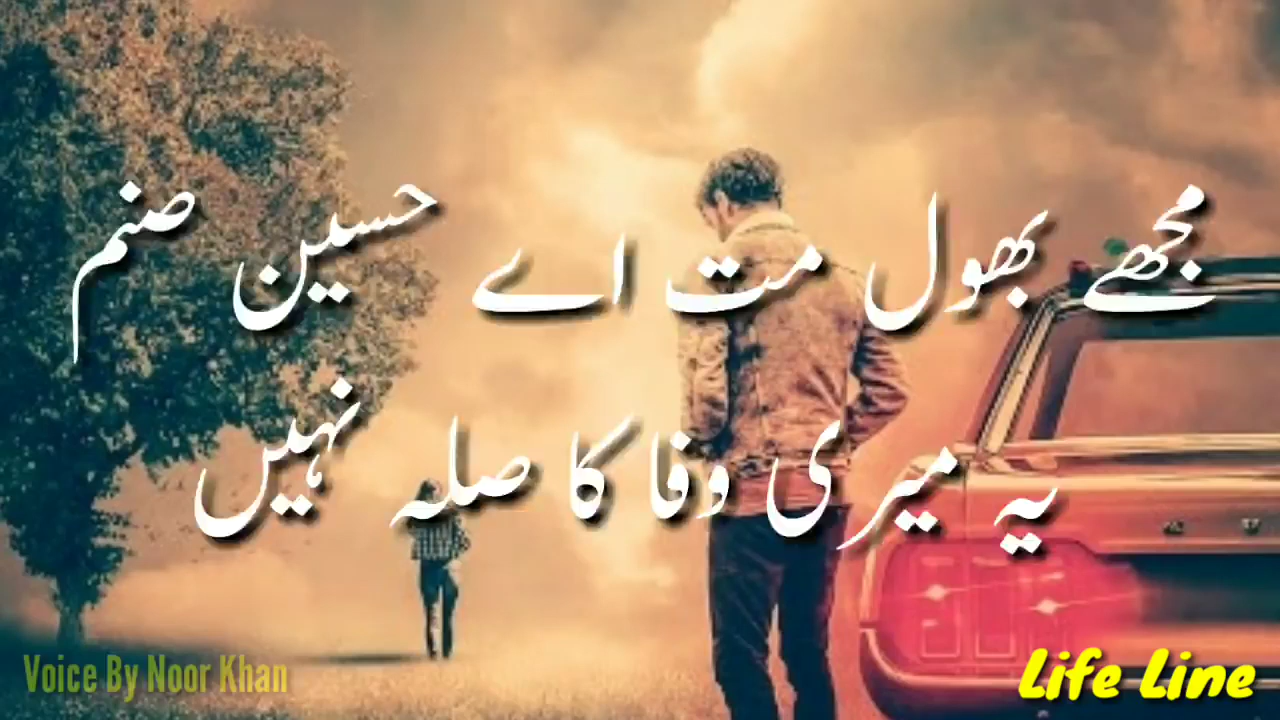 مجھے بھول مت اے حسین صنم
یہ میری وفا کا صلہ نہیں
Voice By Noor Khan
Life Line